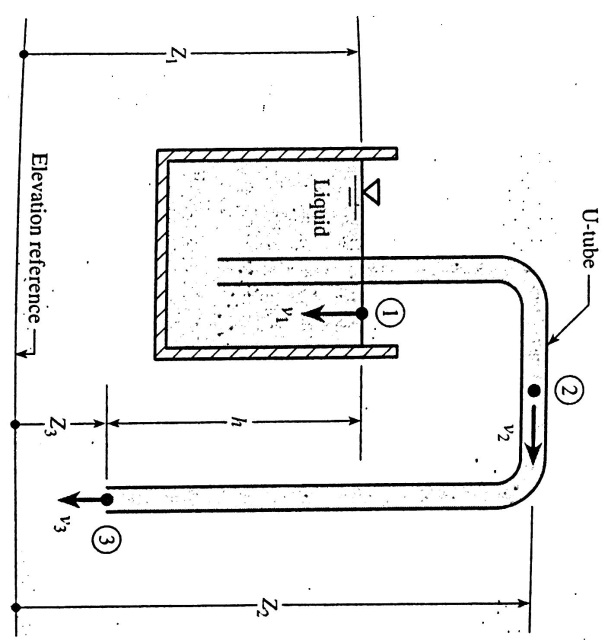 U-tube
②
v₂
①
v₁
Liquid
Z₁
h
Z₂
Z₃
③
v₃
Elevation reference